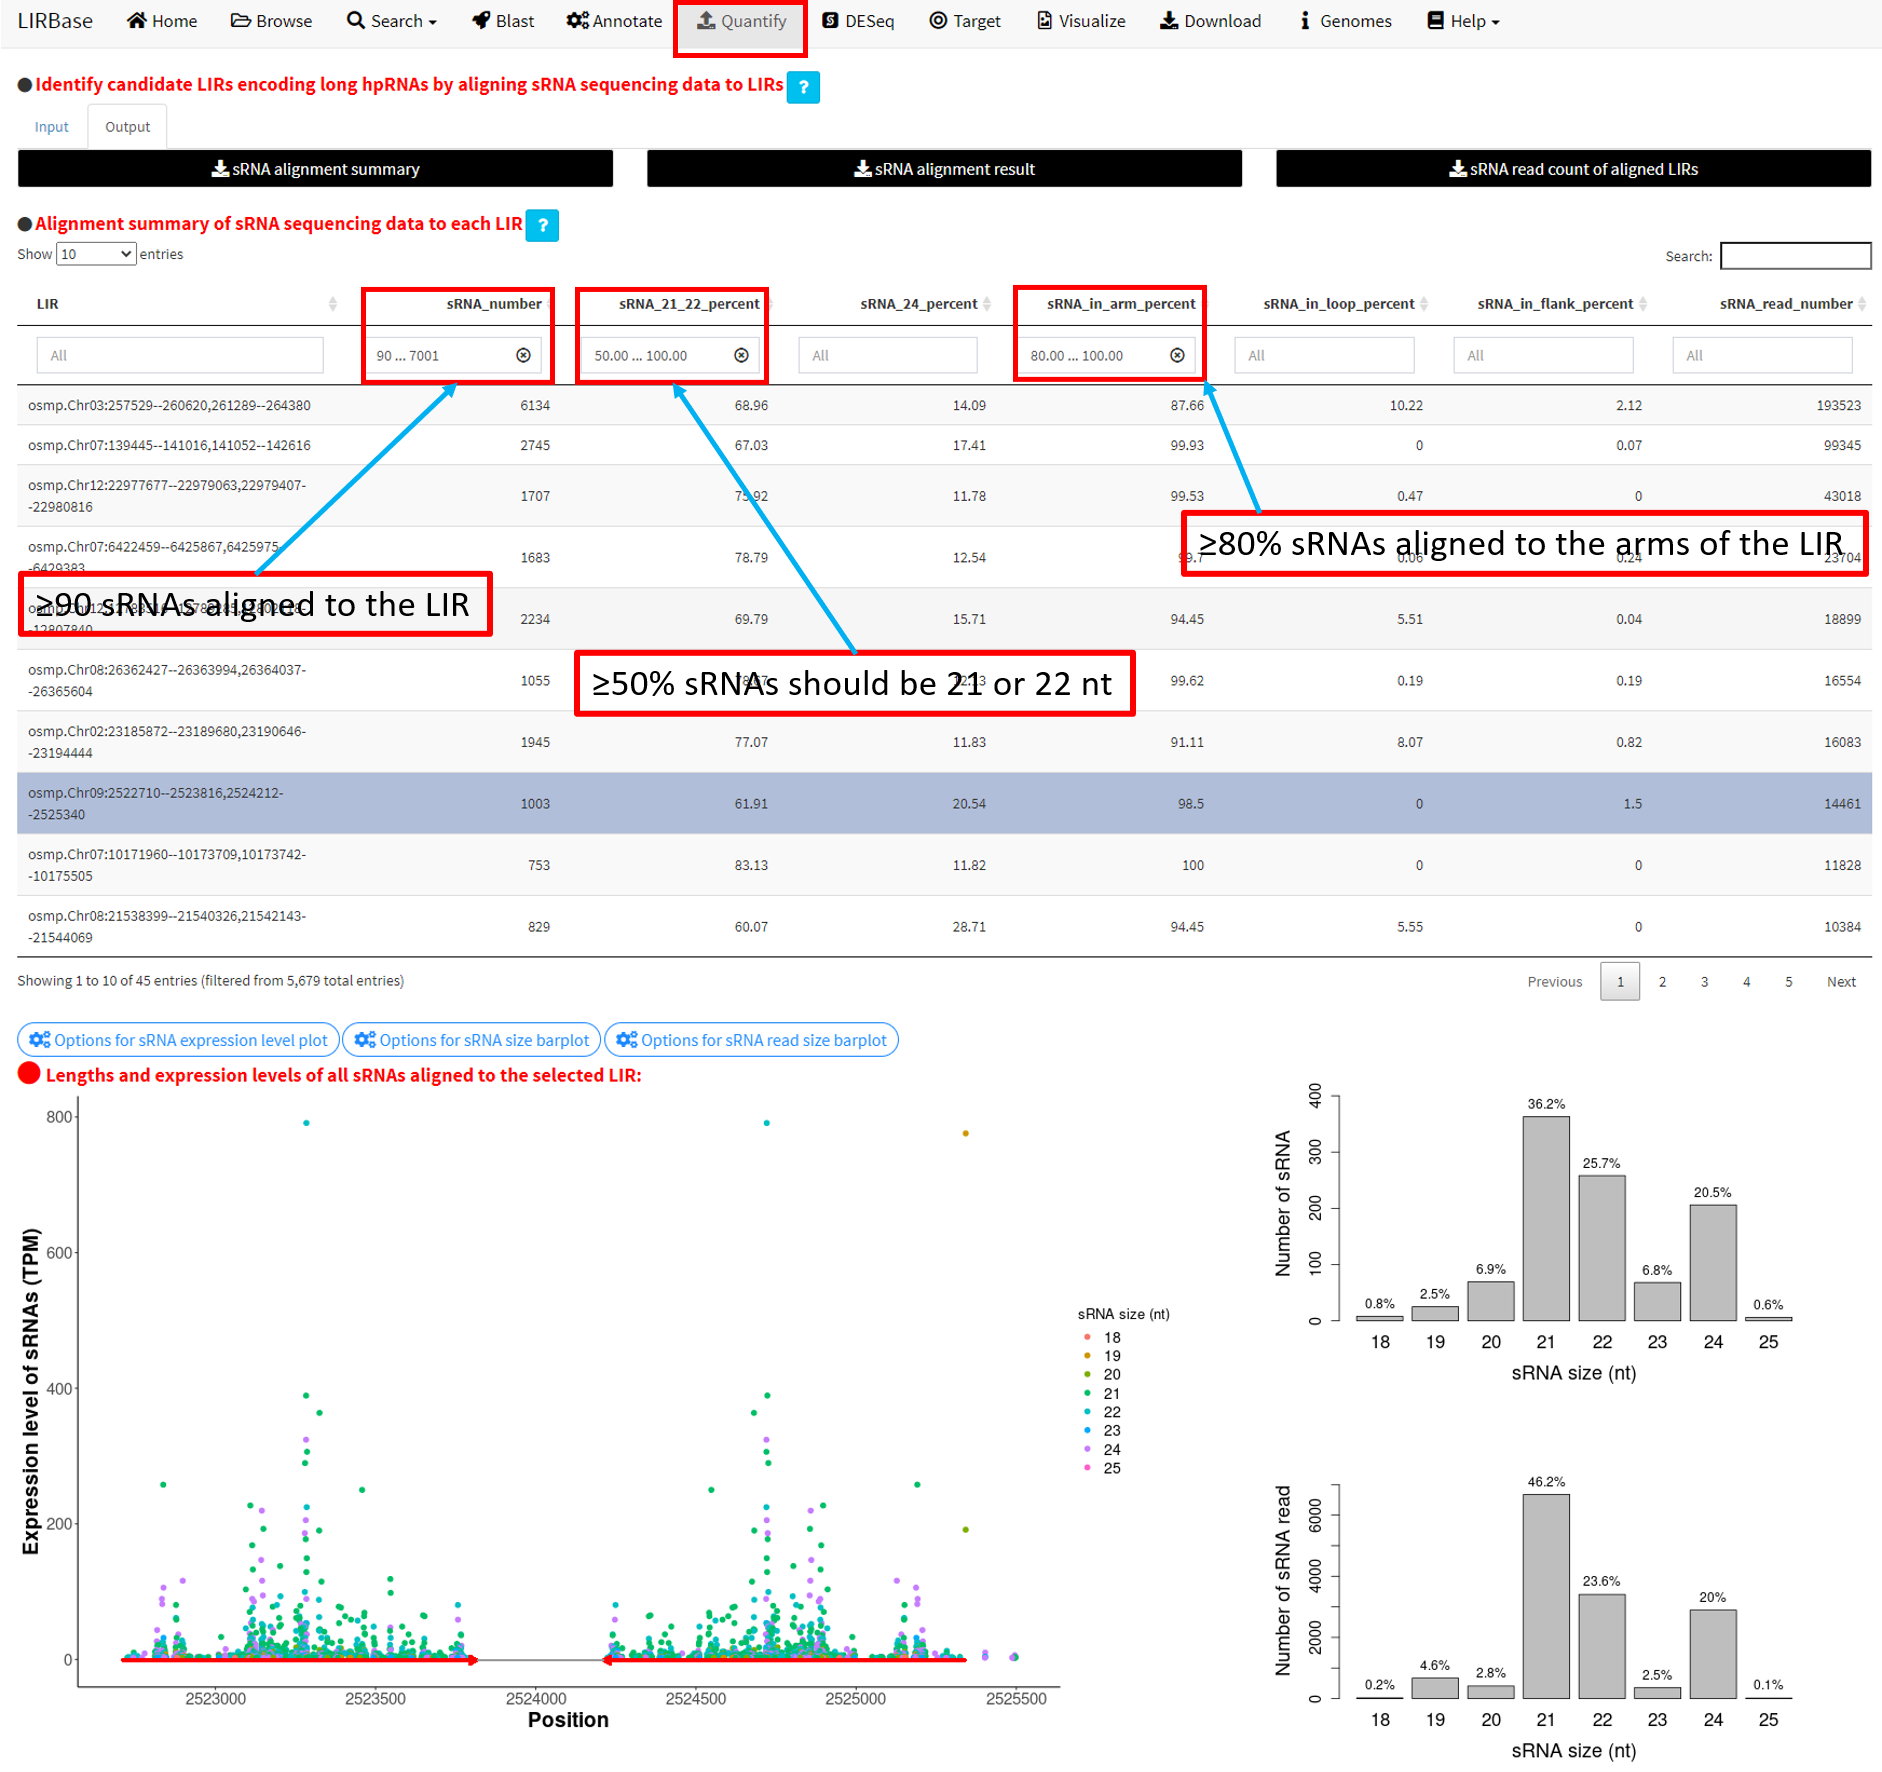 LIRBase Home Browse Search Blast Annotate Quantify DESeq Target Visualize Download Genomes Help
Identify candidate LIRs encoding long hpRNAs by aligning sRNA sequencing data to LIRs ?
Input Output
sRNA alignment summary sRNA alignment result sRNA read count of aligned LIRs
Alignment summary of sRNA sequencing data to each LIR ?
Show 10 entries Search:
LIR sRNA_number sRNA_21_22_percent sRNA_24_percent sRNA_in_arm_percent sRNA_in_loop_percent sRNA_in_flank_percent sRNA_read_number
All 90 ... 7001 50.00 ... 100.00 All 80.00 ... 100.00 All All All
osmp.Chr03:257529--260620,261289--264380 6134 68.96 14.09 87.66 10.22 2.12 193523
osmp.Chr07:139445--141016,141052--142616 2745 67.03 17.41 99.93 0 0.07 99345
osmp.Chr12:22977677--22979063,22979407-
-22980816 1707 75.92 11.78 99.53 0.47 0 43018
osmp.Chr07:6422459--6425867,6425975-
-6429383 1683 78.79 12.54 99.7 0.06 0.24 23704
≥80% sRNAs aligned to the arms of the LIR
≥90 sRNAs aligned to the LIR
2234 69.79 15.71 94.45 5.51 0.04 18899
-12807840
osmp.Chr08:26362427--26363994,26364037-
-26365604 1055 99.62 0.19 0.19 16554
≥50% sRNAs should be 21 or 22 nt
osmp.Chr02:23185872--23189680,23190646-
-23194444 1945 77.07 11.83 91.11 8.07 0.82 16083
osmp.Chr09:2522710--2523816,2524212-
-2525340 1003 61.91 20.54 98.5 0 1.5 14461
osmp.Chr07:10171960--10173709,10173742-
-10175505 753 83.13 11.82 100 0 0 11828
osmp.Chr08:21538399--21540326,21542143-
-21544069 829 60.07 28.71 94.45 5.55 0 10384
Showing 1 to 10 of 45 entries (filtered from 5,679 total entries) Previous 1 2 3 4 5 Next
Options for sRNA expression level plot Options for sRNA size barplot Options for sRNA read size barplot
Lengths and expression levels of all sRNAs aligned to the selected LIR:
Expression level of sRNAs (TPM)
800
600
400
200
0
2523000 2523500 2524000 2524500 2525000 2525500
Position
sRNA size (nt)
18
19
20
21
22
23
24
25
Number of sRNA
400
300
200
100
0
0.8% 2.5% 6.9% 36.2% 25.7% 6.8% 20.5% 0.6%
18 19 20 21 22 23 24 25
sRNA size (nt)
Number of sRNA read
6000
4000
2000
0
0.2% 4.6% 2.8% 46.2% 23.6% 2.5% 20% 0.1%
18 19 20 21 22 23 24 25
sRNA size (nt)